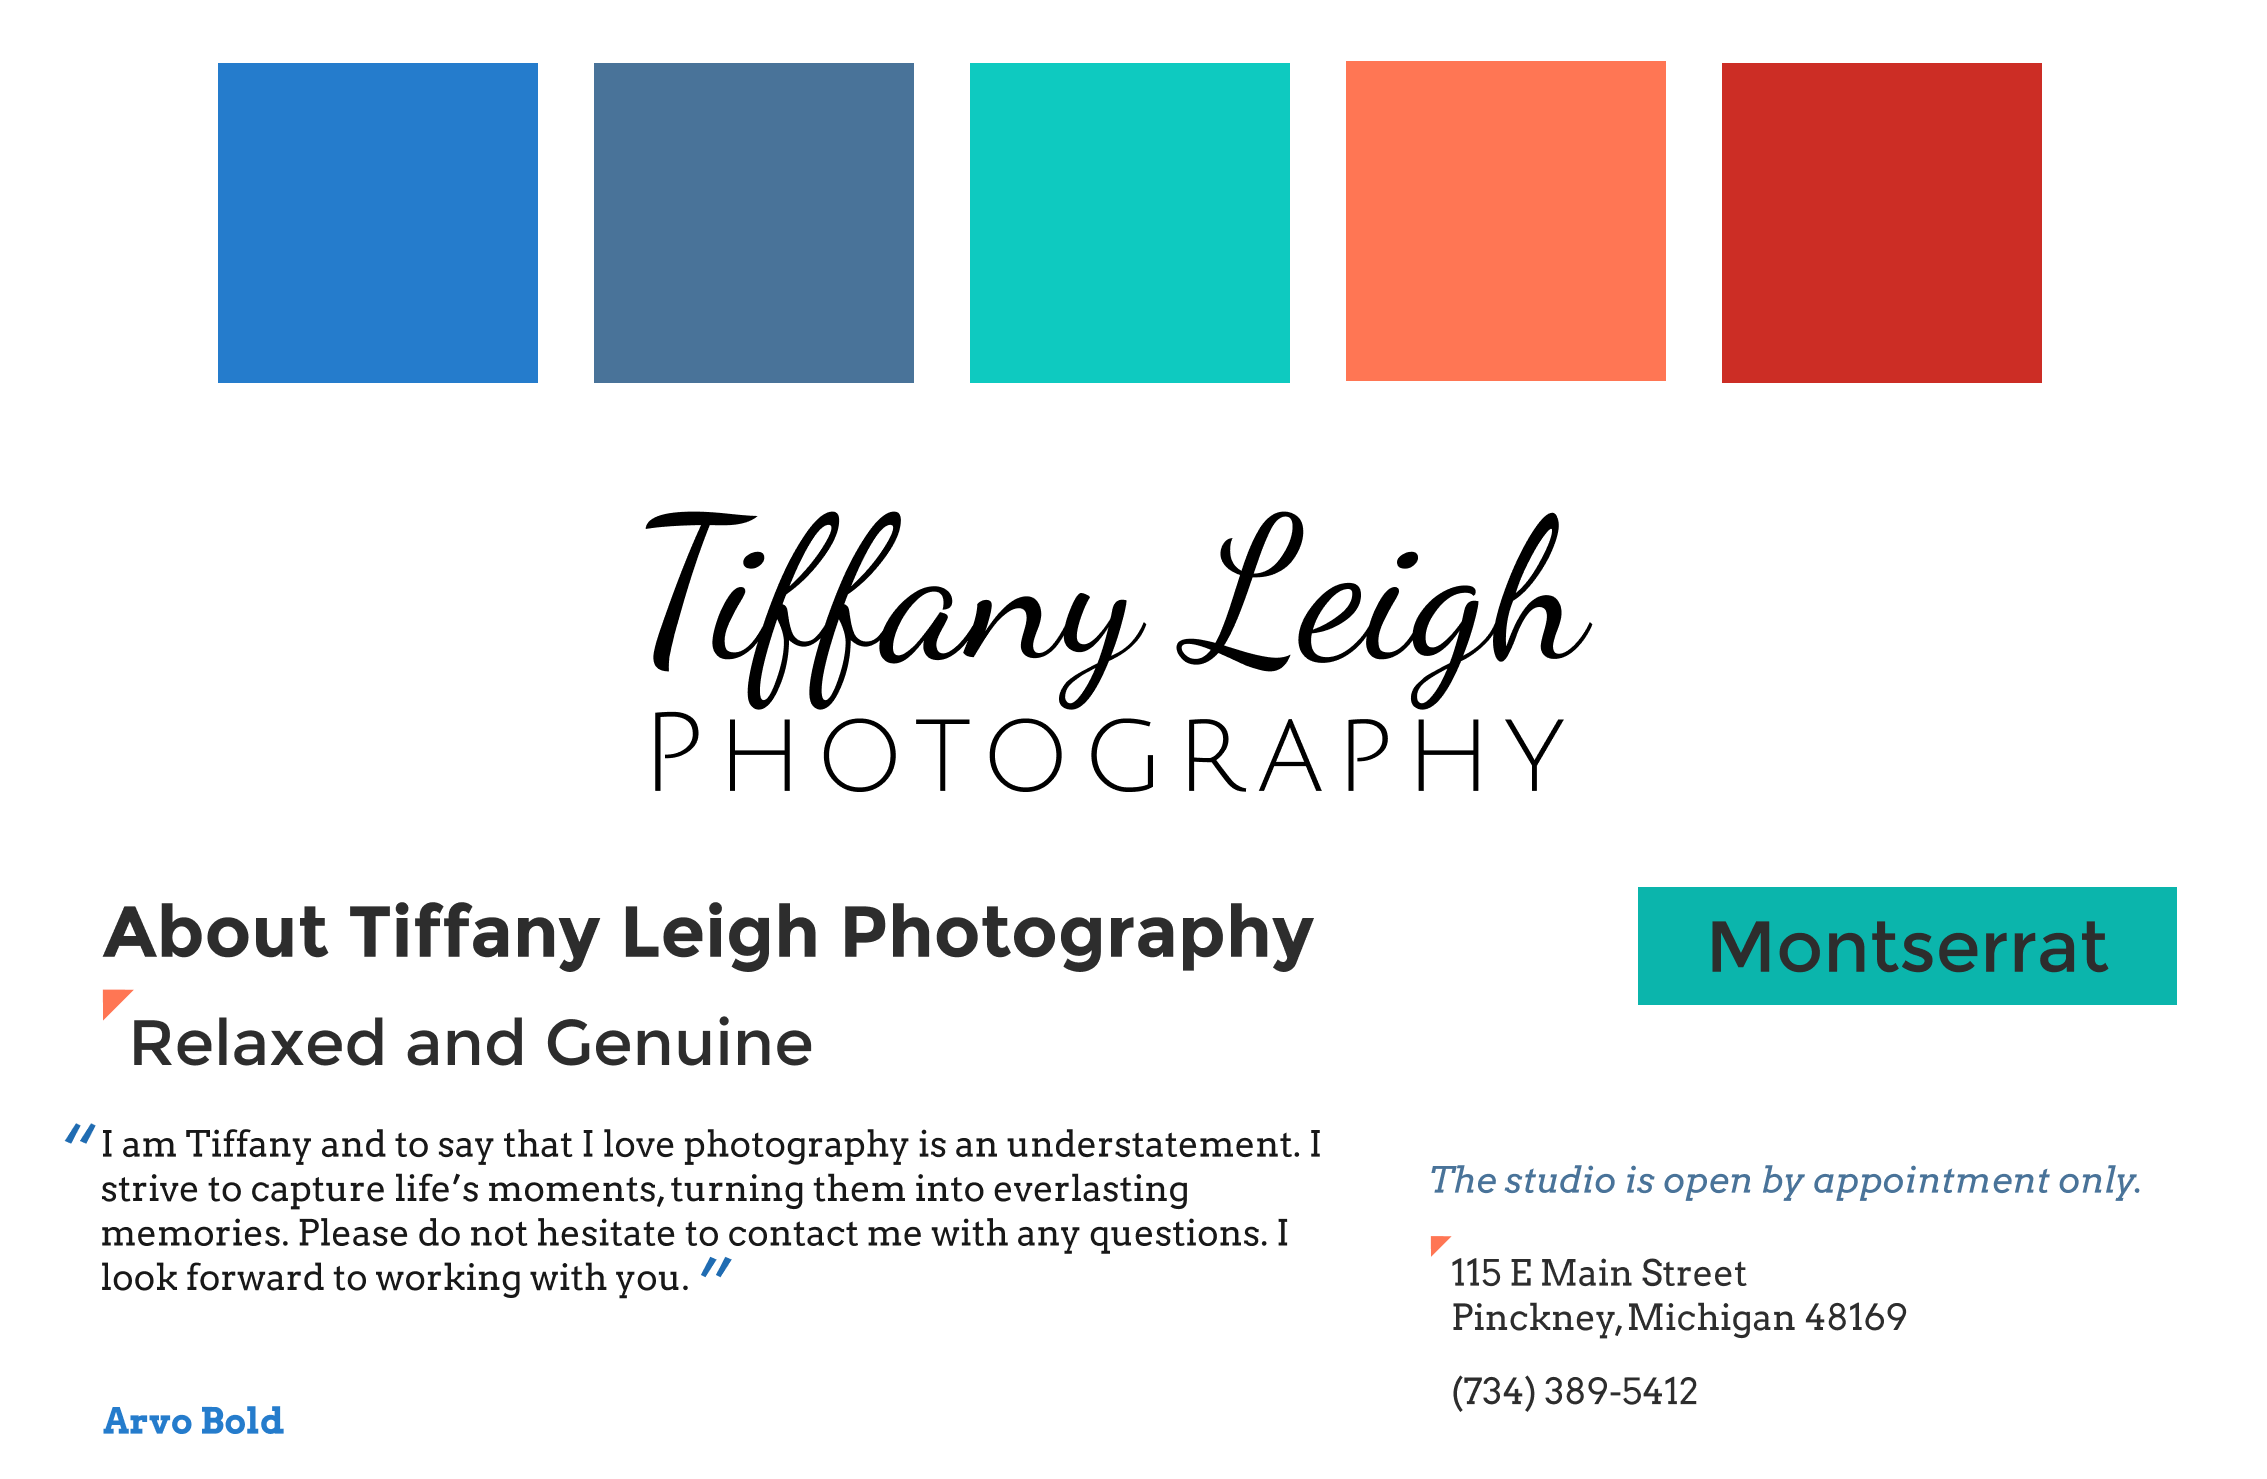 Tiffany Leigh
PHOTOGRAPHY
About Tiffany Leigh Photography
Montserrat
Relaxed and Genuine
" I am Tiffany and to say that I love photography is an understatement. I
strive to capture life’s moments, turning them into everlasting
memories. Please do not hesitate to contact me with any questions. I
look forward to working with you. "
The studio is open by appointment only.
115 E Main Street
Pinckney, Michigan 48169
(734) 389-5412
Arvo Bold